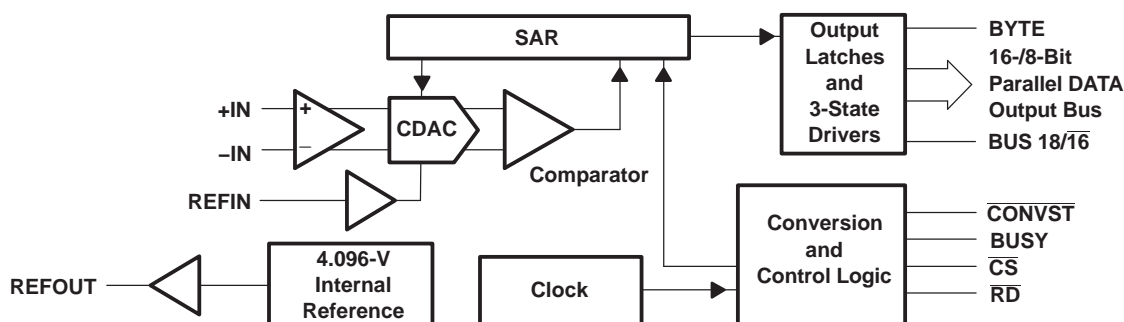 SAR
Output
Latches
and
3-State
Drivers
BYTE
16-/8-Bit
Parallel DATA
Output Bus
BUS 18/16
+IN
−IN
+
−
CDAC
Comparator
REFIN
Conversion
and
Control Logic
CONVST
BUSY
CS
RD
REFOUT
4.096-V
Internal
Reference
Clock